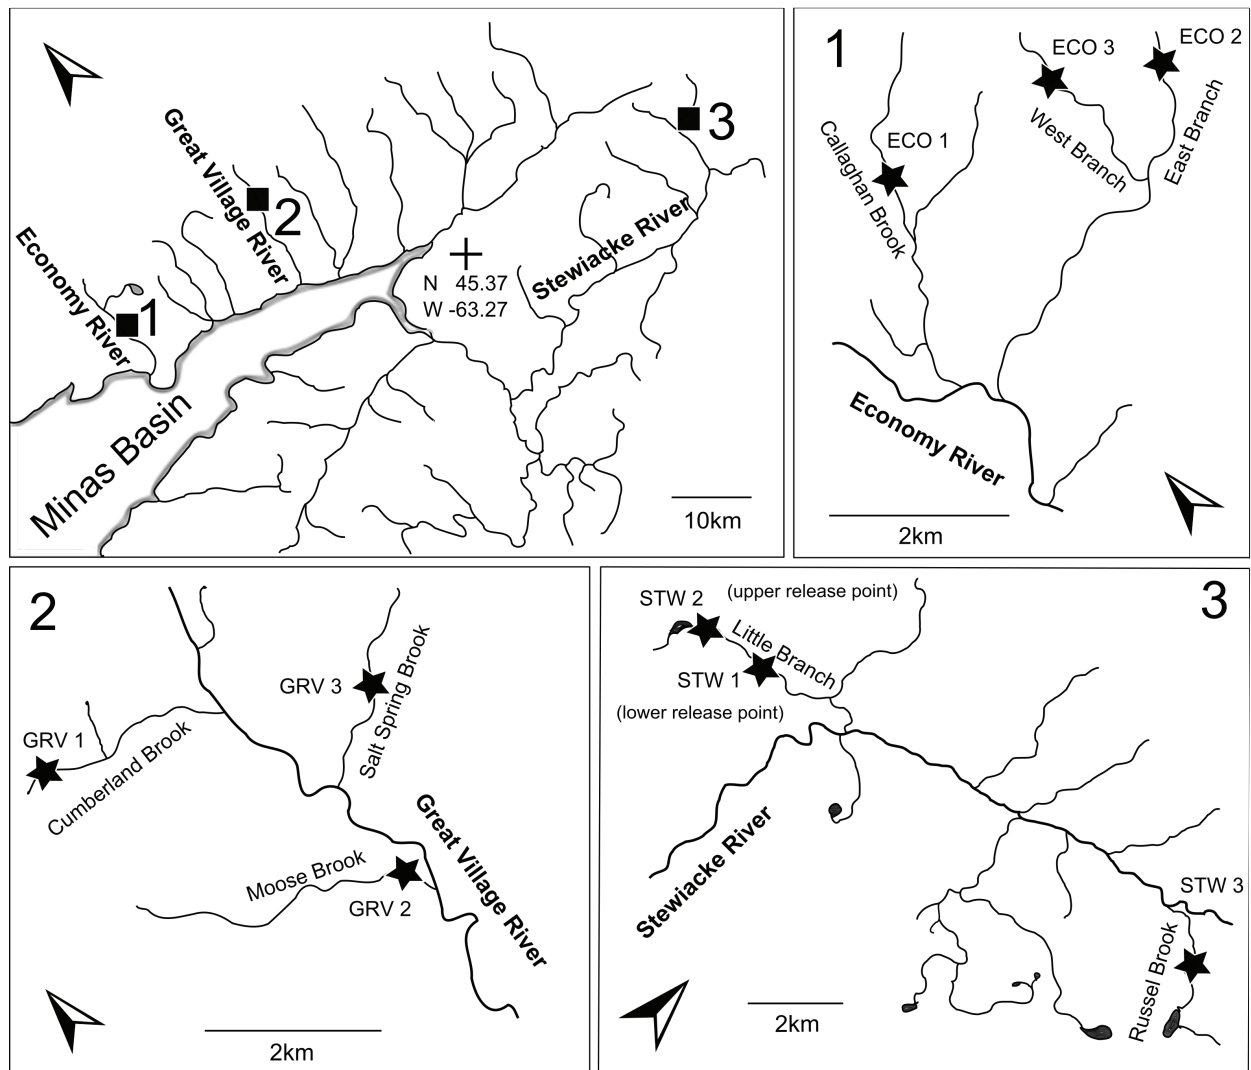 Great Village River
3
2
Stewiacke River
Economy River
N 45.37
W -63.27
1
Minas Basin
10km
1
ECO 3
ECO 2
Callaghan Brook
ECO 1
West Branch
East Branch
Economy River
2km
2
GRV 3
Salt Spring Brook
GRV 1
Cumberland Brook
Great Village River
Moose Brook
GRV 2
2km
STW 2
(upper release point)
3
Little Branch
STW 1
(lower release point)
Stewiacke River
STW 3
Russel Brook
2km